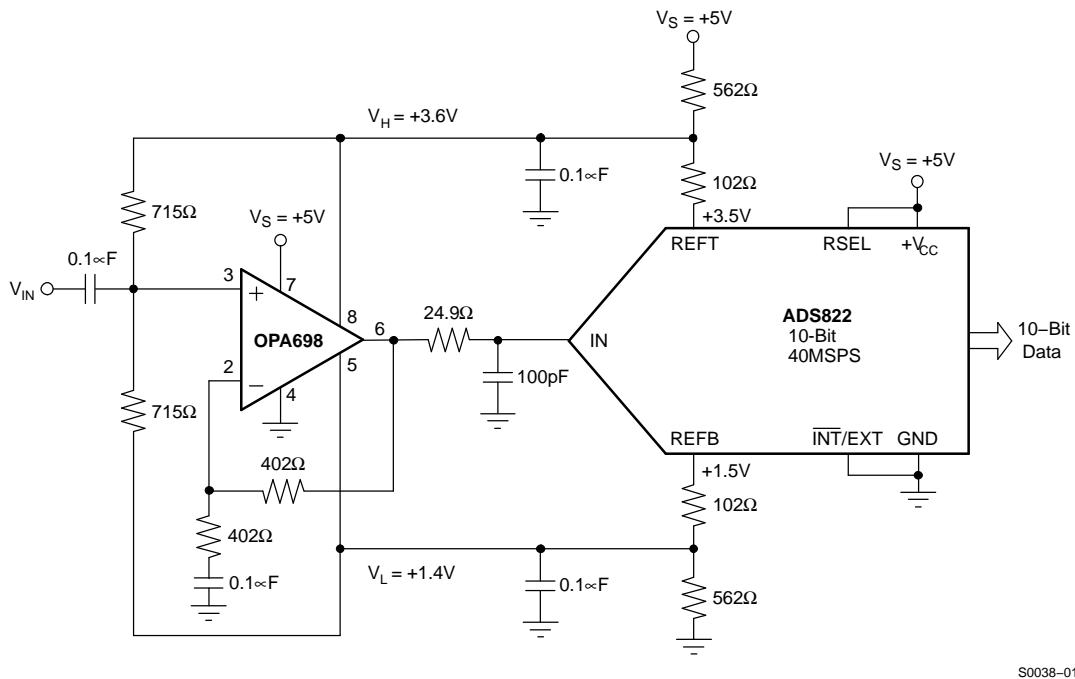 V_S = +5V
562Ω
V_H = +3.6V
0.1∝F
102Ω
+3.5V
V_S = +5V
715Ω
V_S = +5V
REFT
RSEL
+V_CC
0.1∝F
V_IN
3
+
7
8
OPA698
6
24.9Ω
IN
ADS822
10-Bit
40MSPS
10–Bit
Data
2
−
5
4
100pF
715Ω
REFB
INT/EXT
GND
402Ω
+1.5V
102Ω
402Ω
0.1∝F
V_L = +1.4V
0.1∝F
562Ω
S0038–01